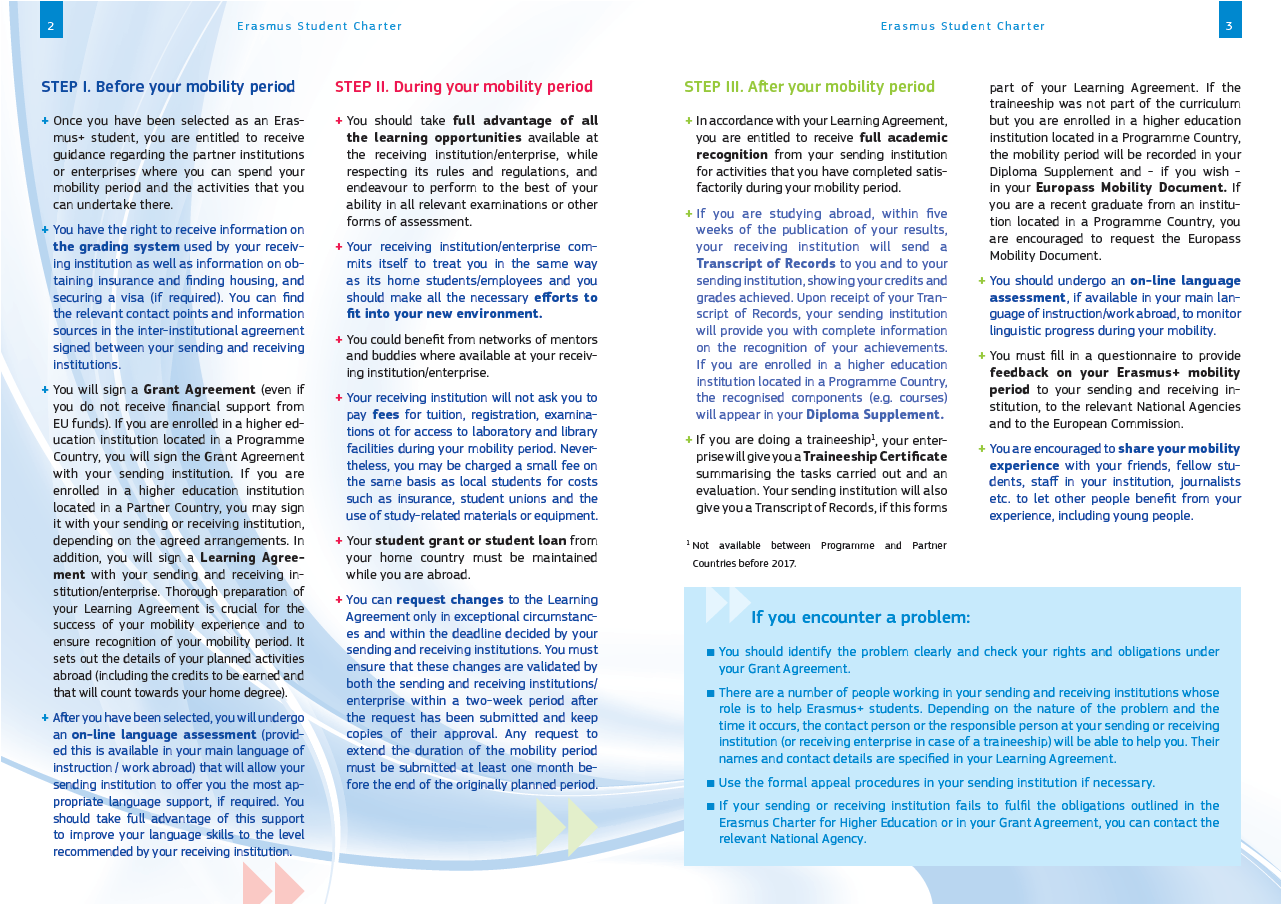 2
Erasmus Student Charter
STEP I. Before your mobility period
+ Once you have been selected as an Eras-
mus+ student, you are entitled to receive
guidance regarding the partner institutions
or enterprises where you can spend your
mobility period and the activities that you
can undertake there.
+ You have the right to receive information on
the grading system used by your receiv-
ing institution as well as information on ob-
taining insurance and finding housing, and
securing a visa (if required). You can find
the relevant contact points and information
sources in the inter-institutional agreement
signed between your sending and receiving
institutions.
+ You will sign a Grant Agreement (even if
you do not receive financial support from
EU funds). If you are enrolled in a higher ed-
ucation institution located in a Programme
Country, you will sign the Grant Agreement
with your sending institution. If you are
enrolled in a higher education institution
located in a Partner Country, you may sign
it with your sending or receiving institution,
depending on the agreed arrangements. In
addition, you will sign a Learning Agree-
ment with your sending and receiving in-
stitution/enterprise. Thorough preparation of
your Learning Agreement is crucial for the
success of your mobility experience and to
ensure recognition of your mobility period. It
sets out the details of your planned activities
abroad (including the credits to be earned and
that will count towards your home degree).
+ After you have been selected, you will undergo
an on-line language assessment (provid-
ed this is available in your main language of
instruction / work abroad) that will allow your
sending institution to offer you the most ap-
propriate language support, if required. You
should take full advantage of this support
to improve your language skills to the level
recommended by your receiving institution.
STEP II. During your mobility period
+ You should take full advantage of all
the learning opportunities available at
the receiving institution/enterprise, while
respecting its rules and regulations, and
endeavour to perform to the best of your
ability in all relevant examinations or other
forms of assessment.
+ Your receiving institution/enterprise com-
mits itself to treat you in the same way
as its home students/employees and you
should make all the necessary efforts to
fit into your new environment.
+ You could benefit from networks of mentors
and buddies where available at your receiv-
ing institution/enterprise.
+ Your receiving institution will not ask you to
pay fees for tuition, registration, examina-
tions ot for access to laboratory and library
facilities during your mobility period. Never-
theless, you may be charged a small fee on
the same basis as local students for costs
such as insurance, student unions and the
use of study-related materials or equipment.
+ Your student grant or student loan from
your home country must be maintained
while you are abroad.
+ You can request changes to the Learning
Agreement only in exceptional circumstanc-
es and within the deadline decided by your
sending and receiving institutions. You must
ensure that these changes are validated by
both the sending and receiving institutions/
enterprise within a two-week period after
the request has been submitted and keep
copies of their approval. Any request to
extend the duration of the mobility period
must be submitted at least one month be-
fore the end of the originally planned period.
Erasmus Student Charter
3
STEP III. After your mobility period
+ In accordance with your Learning Agreement,
you are entitled to receive full academic
recognition from your sending institution
for activities that you have completed satis-
factorily during your mobility period.
+ If you are studying abroad, within five
weeks of the publication of your results,
your receiving institution will send a
Transcript of Records to you and to your
sending institution, showing your credits and
grades achieved. Upon receipt of your Tran-
script of Records, your sending institution
will provide you with complete information
on the recognition of your achievements.
If you are enrolled in a higher education
institution located in a Programme Country,
the recognised components (e.g. courses)
will appear in your Diploma Supplement.
+ If you are doing a traineeship1, your enter-
prise will give you a Traineeship Certificate
summarising the tasks carried out and an
evaluation. Your sending institution will also
give you a Transcript of Records, if this forms
1 Not available between Programme and Partner
Countries before 2017.
part of your Learning Agreement. If the
traineeship was not part of the curriculum
but you are enrolled in a higher education
institution located in a Programme Country,
the mobility period will be recorded in your
Diploma Supplement and - if you wish -
in your Europass Mobility Document. If
you are a recent graduate from an institu-
tion located in a Programme Country, you
are encouraged to request the Europass
Mobility Document.
+ You should undergo an on-line language
assessment, if available in your main lan-
guage of instruction/work abroad, to monitor
linguistic progress during your mobility.
+ You must fill in a questionnaire to provide
feedback on your Erasmus+ mobility
period to your sending and receiving in-
stitution, to the relevant National Agencies
and to the European Commission.
+ You are encouraged to share your mobility
experience with your friends, fellow stu-
dents, staff in your institution, journalists
etc. to let other people benefit from your
experience, including young people.
If you encounter a problem:
■ You should identify the problem clearly and check your rights and obligations under
your Grant Agreement.
■ There are a number of people working in your sending and receiving institutions whose
role is to help Erasmus+ students. Depending on the nature of the problem and the
time it occurs, the contact person or the responsible person at your sending or receiving
institution (or receiving enterprise in case of a traineeship) will be able to help you. Their
names and contact details are specified in your Learning Agreement.
■ Use the formal appeal procedures in your sending institution if necessary.
■ If your sending or receiving institution fails to fulfil the obligations outlined in the
Erasmus Charter for Higher Education or in your Grant Agreement, you can contact the
relevant National Agency.